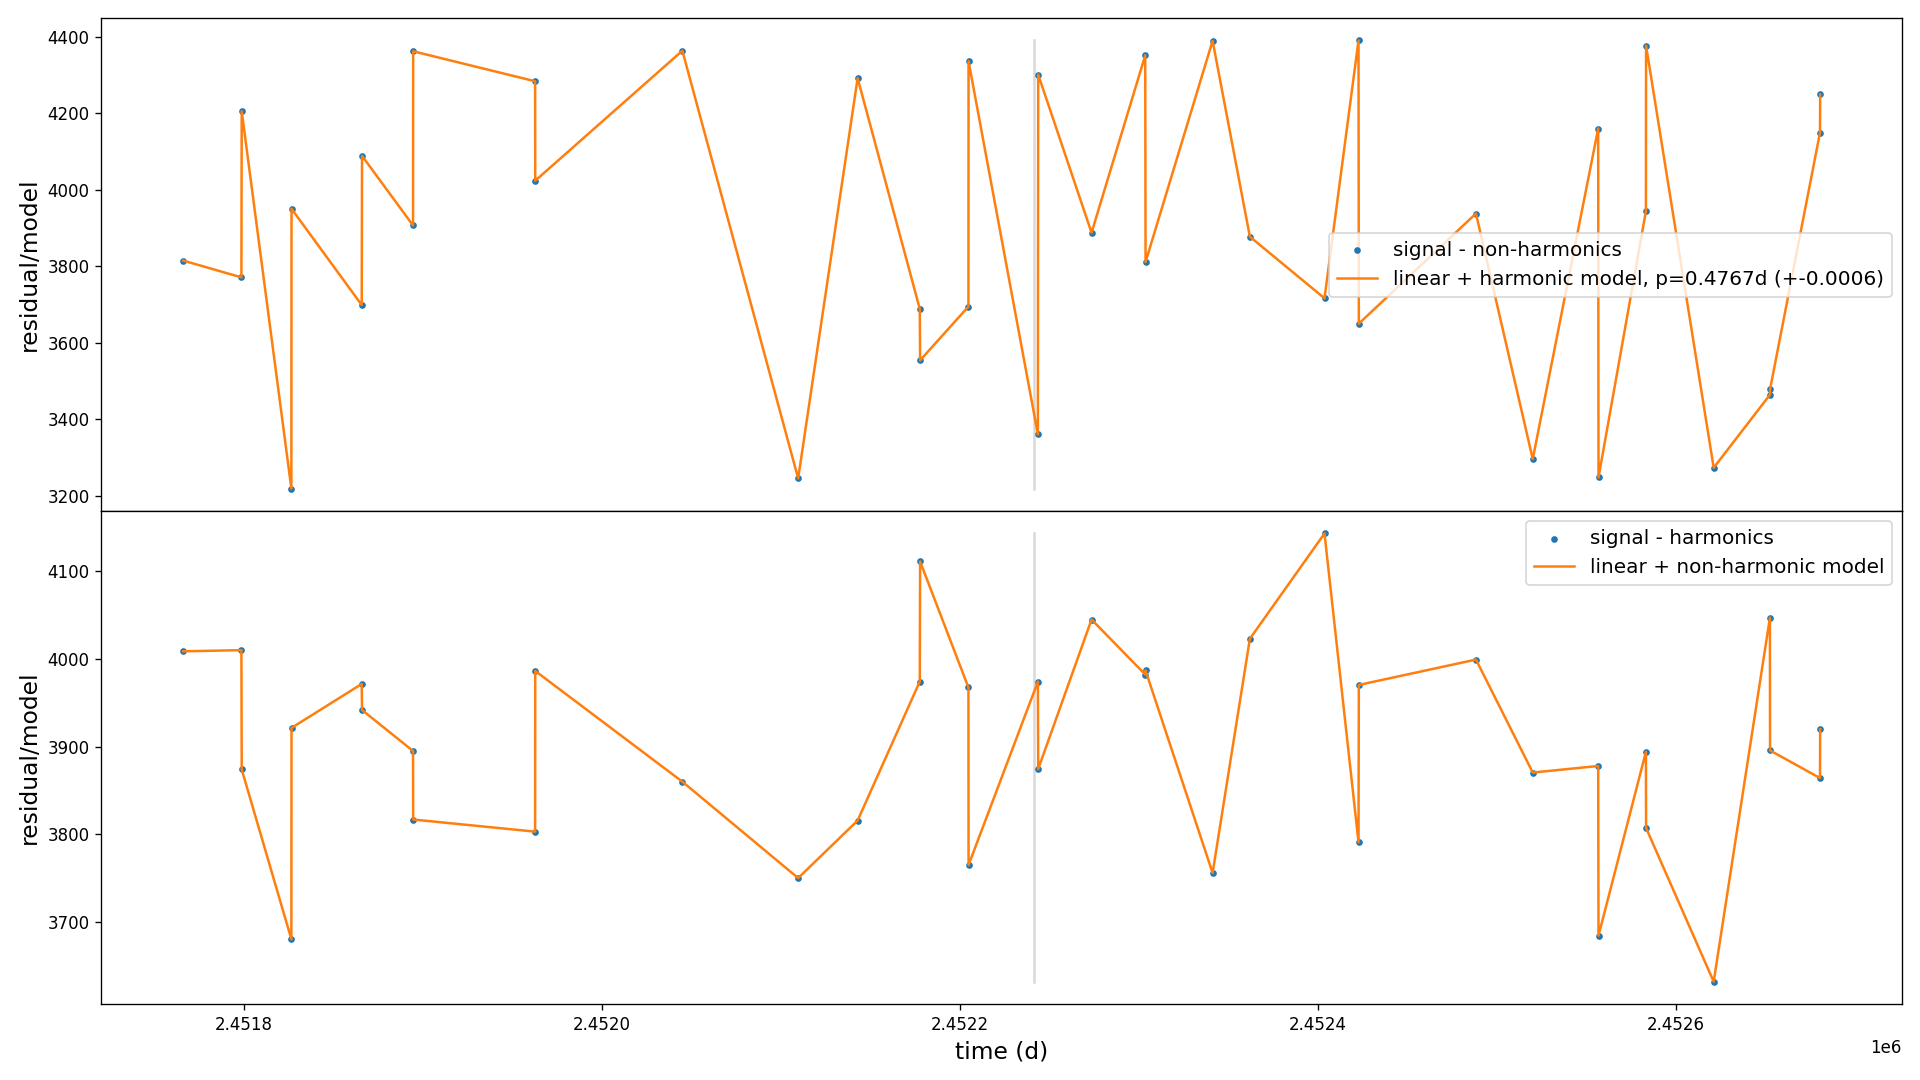 4400
4200
4000
3800
3600
3400
3200
residual/model
signal - non-harmonics
linear + harmonic model, p=0.4767d (+-0.0006)
4100
4000
3900
3800
3700
residual/model
signal - harmonics
linear + non-harmonic model
2.4518
2.4520
2.4522
2.4524
2.4526
time (d)
1e6